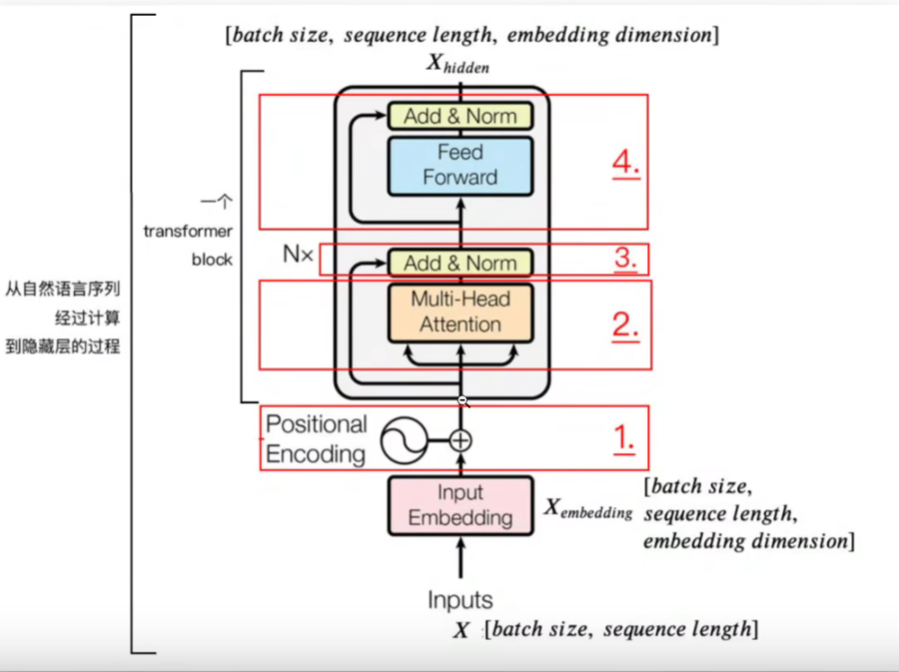 [batch size, sequence length, embedding dimension]
X hidden
Add & Norm
Feed
Forward
4.
一个
transformer
block
N×
Add & Norm
3.
Multi-Head
Attention
2.
从自然语言序列
经过计算
到隐藏层的过程
Positional
Encoding
1.
Input
Embedding
X embedding
[batch size,
sequence length,
embedding dimension]
Inputs
X [batch size, sequence length]